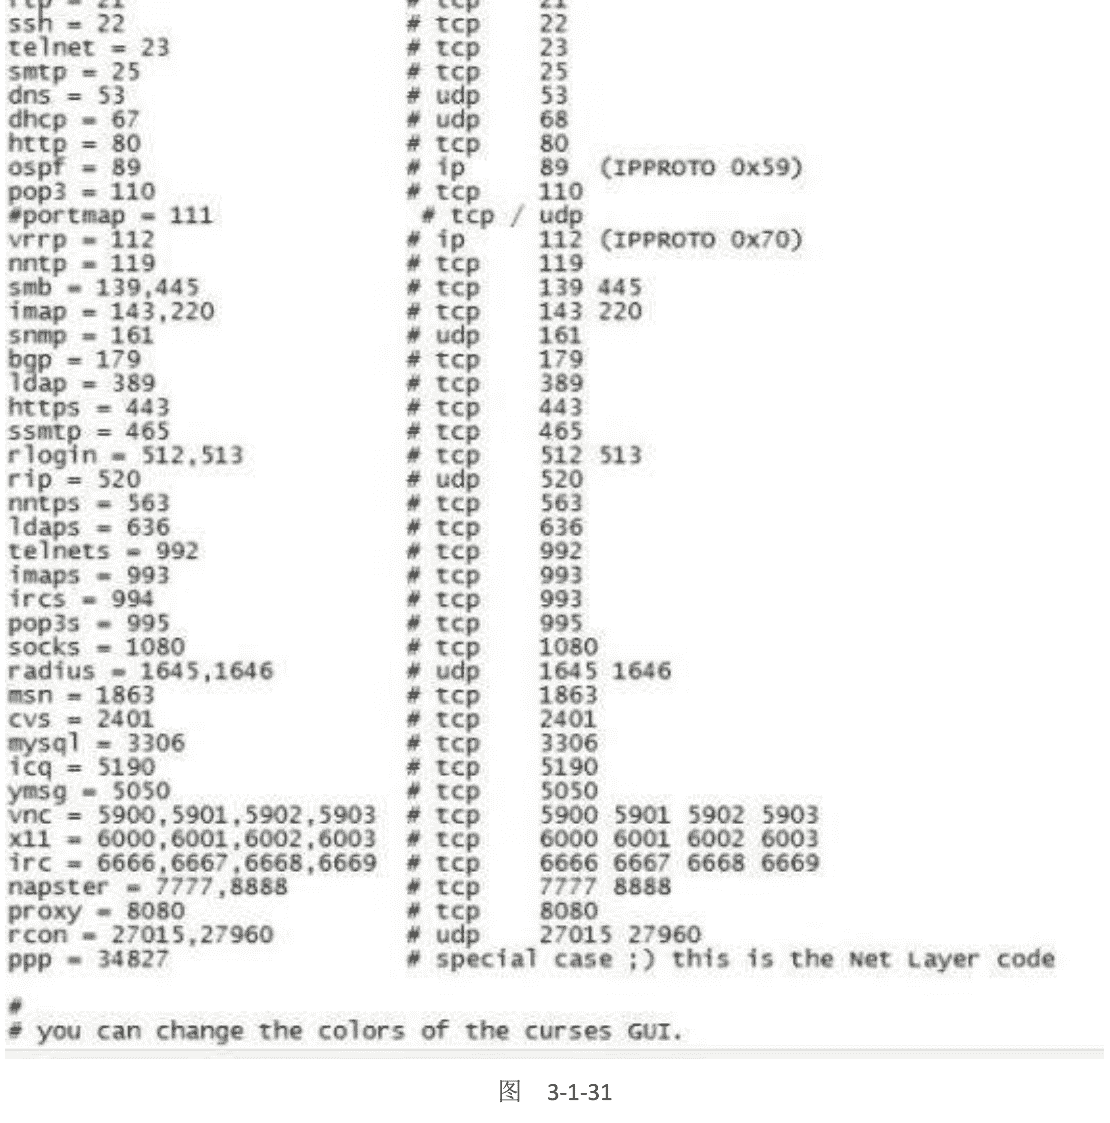 ftp = 21 # tcp 21
ssh = 22 # tcp 22
telnet = 23 # tcp 23
smtp = 25 # tcp 25
dns = 53 # udp 53
dhcp = 67 # udp 68
http = 80 # tcp 80
ospf = 89 # ip 89 (IPPROTO 0x59)
pop3 = 110 # tcp 110
#portmap = 111 # tcp / udp
vrrp = 112 # ip 112 (IPPROTO 0x70)
nntp = 119 # tcp 119
smb = 139,445 # tcp 139 445
imap = 143,220 # tcp 143 220
snmp = 161 # udp 161
bgp = 179 # tcp 179
ldap = 389 # tcp 389
https = 443 # tcp 443
ssmtp = 465 # tcp 465
rlogin = 512,513 # tcp 512 513
rip = 520 # udp 520
nntps = 563 # tcp 563
ldaps = 636 # tcp 636
telnets = 992 # tcp 992
imaps = 993 # tcp 993
ircs = 994 # tcp 993
pop3s = 995 # tcp 995
socks = 1080 # tcp 1080
radius = 1645,1646 # udp 1645 1646
msn = 1863 # tcp 1863
cvs = 2401 # tcp 2401
mysql = 3306 # tcp 3306
icq = 5190 # tcp 5190
ymsg = 5050 # tcp 5050
vnc = 5900,5901,5902,5903 # tcp 5900 5901 5902 5903
x11 = 6000,6001,6002,6003 # tcp 6000 6001 6002 6003
irc = 6666,6667,6668,6669 # tcp 6666 6667 6668 6669
napster = 7777,8888 # tcp 7777 8888
proxy = 8080 # tcp 8080
rcon = 27015,27960 # udp 27015 27960
ppp = 34827 # special case ;) this is the Net Layer code
#
# you can change the colors of the curses GUI.
图 3-1-31